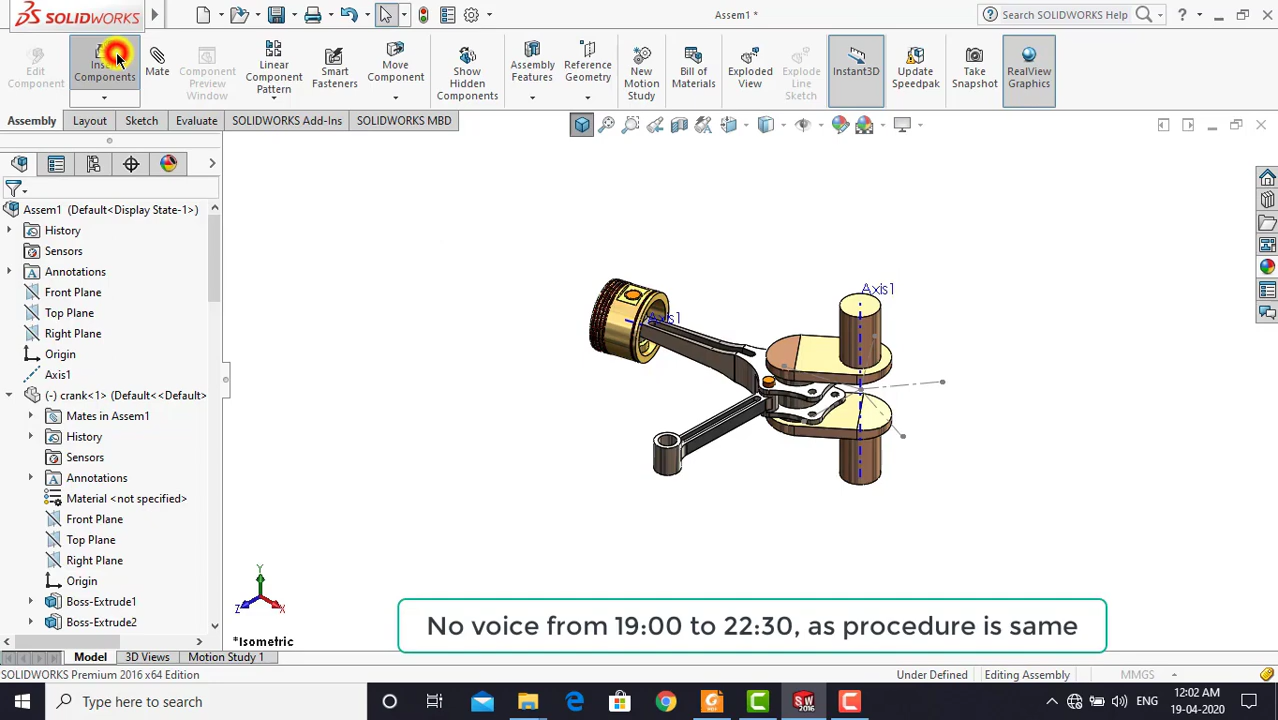 SOLIDWORKS
Assem1 *
Search SOLIDWORKS Help
Edit
Component
Components
Mate
Component
Preview
Window
Linear
Component
Pattern
Smart
Fasteners
Move
Component
Show
Hidden
Components
Assembly
Features
Reference
Geometry
New
Motion
Study
Bill of
Materials
Exploded
View
Explode
Line
Sketch
Instant3D
Update
Speedpak
Take
Snapshot
RealView
Graphics
Assembly
Layout
Sketch
Evaluate
SOLIDWORKS Add-Ins
SOLIDWORKS MBD
Assem1 (Default<Display State-1>)
History
Sensors
Annotations
Front Plane
Top Plane
Right Plane
Origin
Axis1
(-) crank<1> (Default<<Default>
Mates in Assem1
History
Sensors
Annotations
Material <not specified>
Front Plane
Top Plane
Right Plane
Origin
Boss-Extrude1
Boss-Extrude2
Axis1
Axis1
Y
Z
X
*Isometric
No voice from 19:00 to 22:30, as procedure is same
Model
3D Views
Motion Study 1
SOLIDWORKS Premium 2016 x64 Edition
Under Defined
Editing Assembly
MMGS
Type here to search
SW
2016
ENG
12:02 AM
19-04-2020